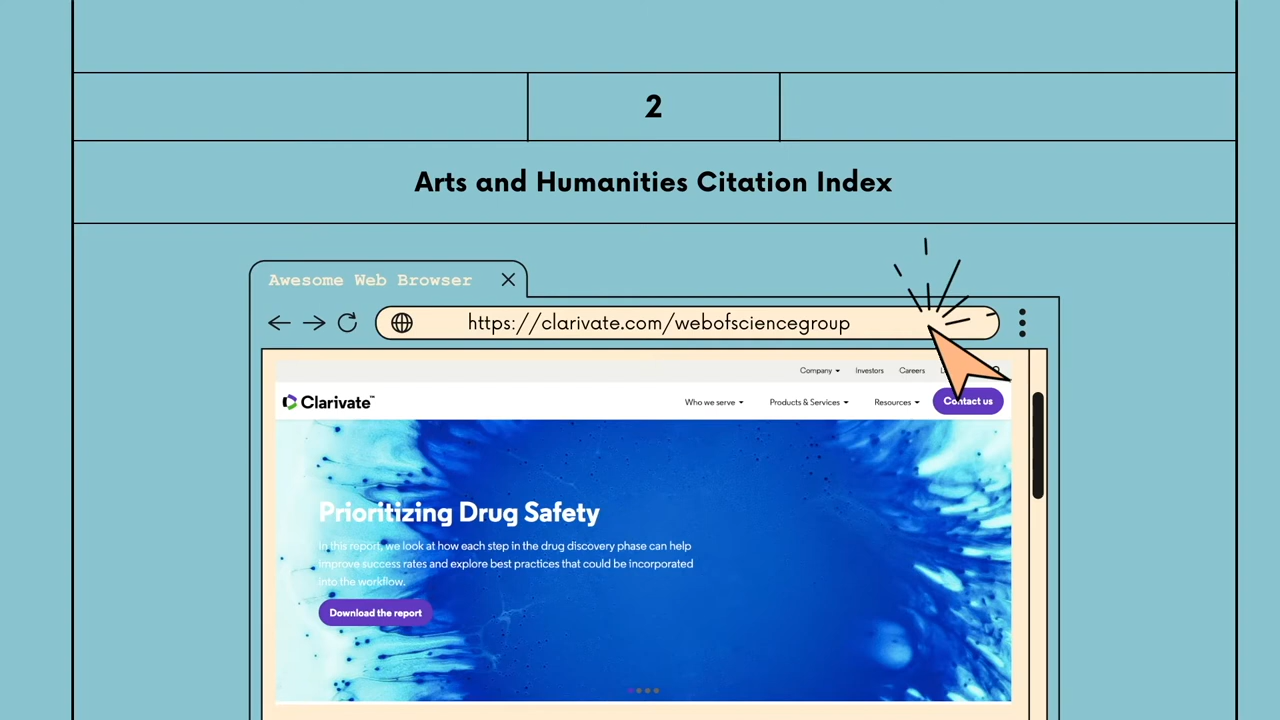 2
Arts and Humanities Citation Index
Awesome Web Browser
https://clarivate.com/webofsciencegroup
Company Investors Careers
Clarivate™ Who we serve Products & Services Resources Contact us
Prioritizing Drug Safety
In this report, we look at how each step in the drug discovery phase can help
improve success rates and explore best practices that could be incorporated
into the workflow.
Download the report